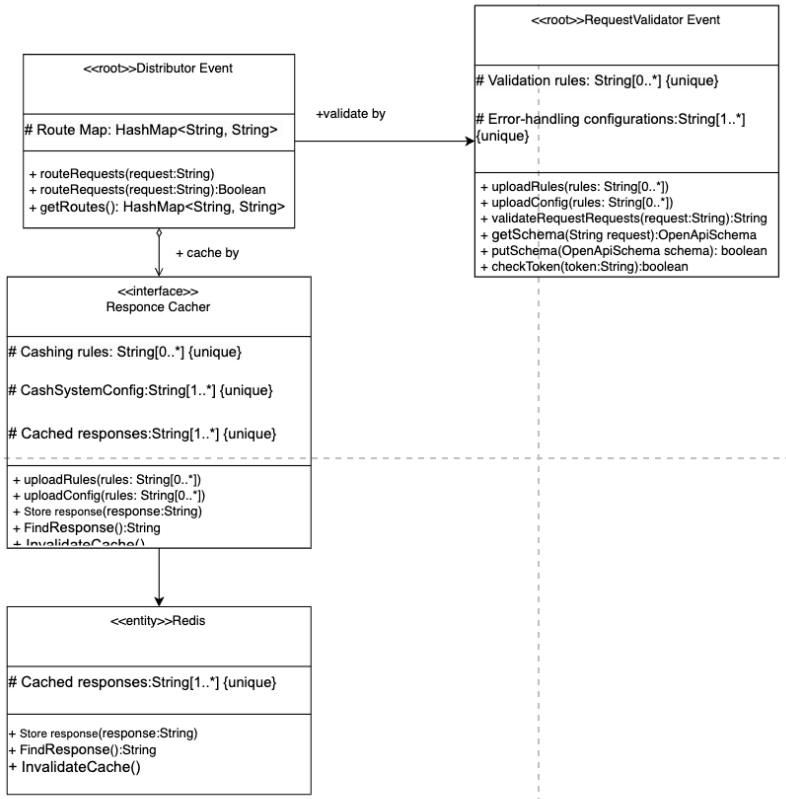 <<root>>Distributor Event
# Route Map: HashMap<String, String>
+ routeRequests(request:String)
+ routeRequests(request:String):Boolean
+ getRoutes(): HashMap<String, String>
+validate by
<<root>>RequestValidator Event
# Validation rules: String[0..*] {unique}
# Error-handling configurations:String[1..*]
{unique}
+ uploadRules(rules: String[0..*])
+ uploadConfig(rules: String[0..*])
+ validateRequestRequests(request:String):String
+ getSchema(String request):OpenApiSchema
+ putSchema(OpenApiSchema schema): boolean
+ checkToken(token:String):boolean
+ cache by
<<interface>>
Responce Cacher
# Cashing rules: String[0..*] {unique}
# CashSystemConfig:String[1..*] {unique}
# Cached responses:String[1..*] {unique}
+ uploadRules(rules: String[0..*])
+ uploadConfig(rules: String[0..*])
+ Store response(response:String)
+ FindResponse():String
+ InvalidateCache()
<<entity>>Redis
# Cached responses:String[1..*] {unique}
+ Store response(response:String)
+ FindResponse():String
+ InvalidateCache()